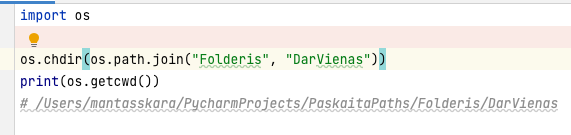 import os
os.chdir(os.path.join("Folderis", "DarVienas"))
print(os.getcwd())
# /Users/mantasskara/PycharmProjects/PaskaitaPaths/Folderis/DarVienas